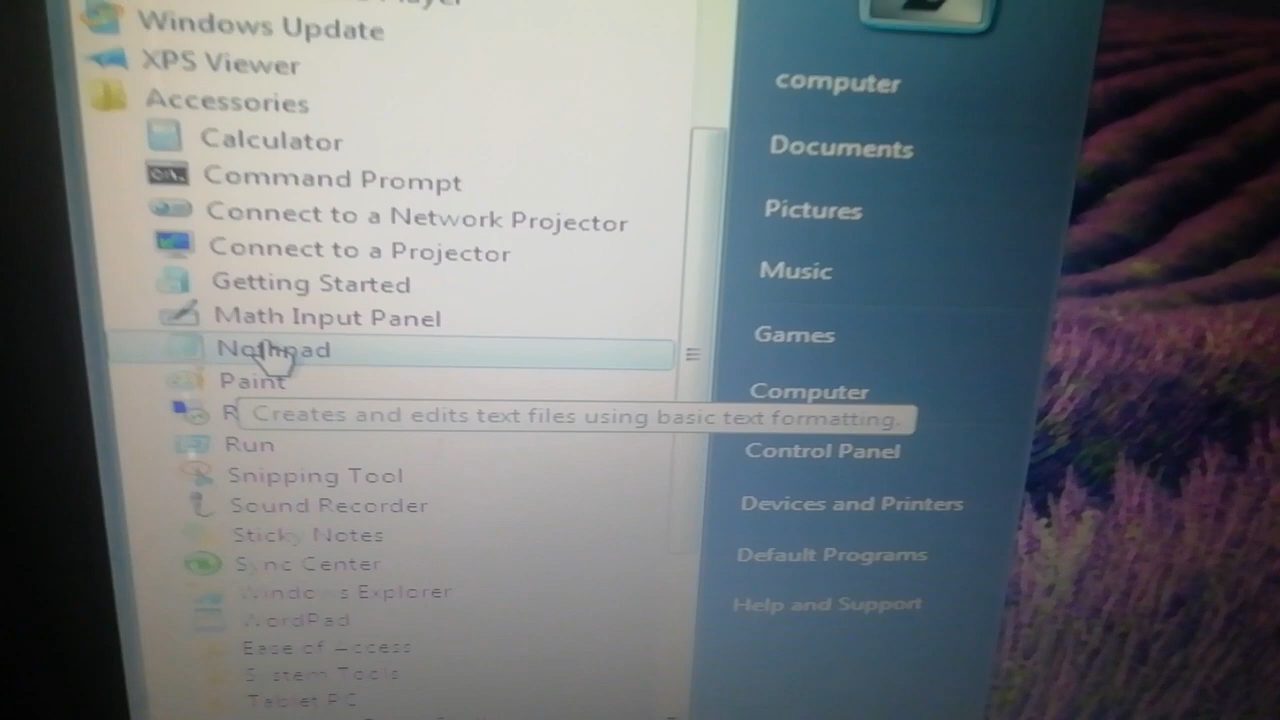 Windows Update
XPS Viewer
Accessories
Calculator
Command Prompt
Connect to a Network Projector
Connect to a Projector
Getting Started
Math Input Panel
Notepad
Paint
R
Creates and edits text files using basic text formatting.
Run
Snipping Tool
Sound Recorder
Sticky Notes
Sync Center
Windows Explorer
WordPad
Ease of Access
System Tools
Tablet PC
computer
Documents
Pictures
Music
Games
Computer
Control Panel
Devices and Printers
Default Programs
Help and Support